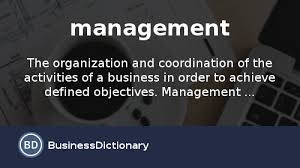 management
The organization and coordination of the
activities of a business in order to achieve
defined objectives. Management ...
BD BusinessDictionary